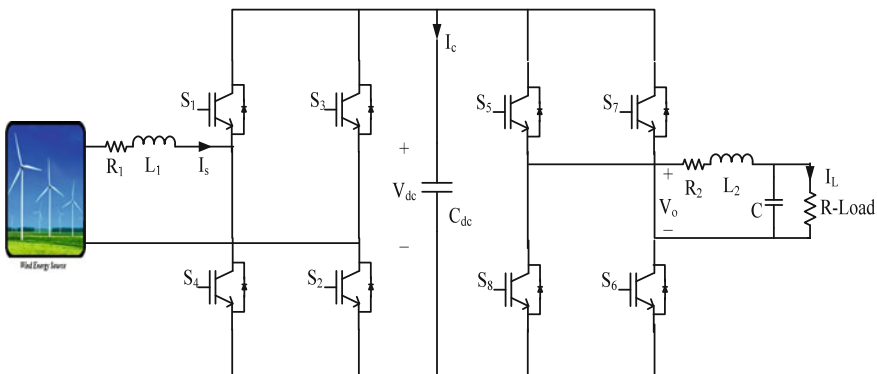 I_c
S_1
S_3
S_5
S_7
R_1
L_1
I_s
+
V_dc
−
C_dc
+
V_o
−
R_2
L_2
C
I_L
R-Load
S_4
S_2
S_8
S_6
Wind Energy Source